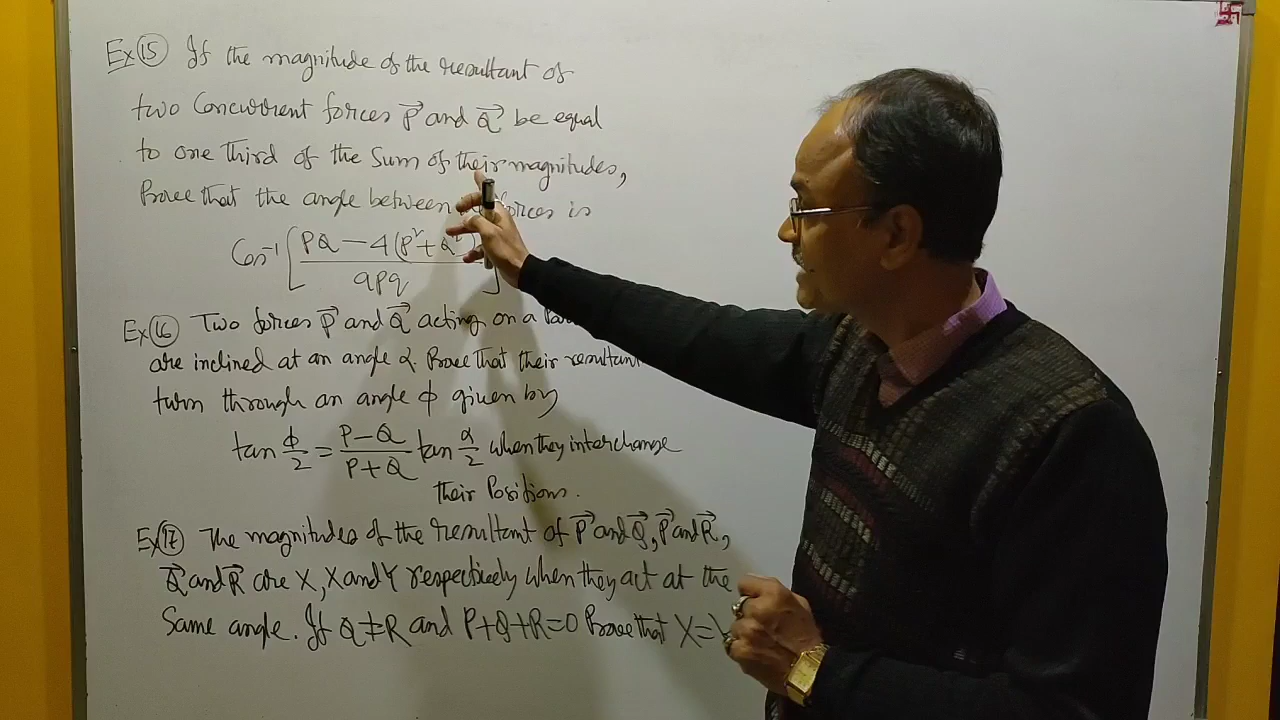 Ex 15 If the magnitude of the resultant of
two Concurrent forces P⃗ and Q⃗ be equal
to one third of the Sum of their magnitudes,
Prove that the angle between forces is
Cos⁻¹ [PQ - 4(P² + Q²) / 9PQ]
Ex 16 Two forces P⃗ and Q⃗ acting on a
are inclined at an angle α. Prove that their resultant
turn through an angle ϕ given by
tan ϕ/2 = P-Q/P+Q tan α/2 when they interchange
their Positions.
Ex 17 The magnitudes of the resultant of P⃗ and Q⃗, P⃗ and R⃗,
Q⃗ and R⃗ are X, X and Y respectively when they act at the
Same angle. If Q ≠ R and P+Q+R=0 Prove that X=